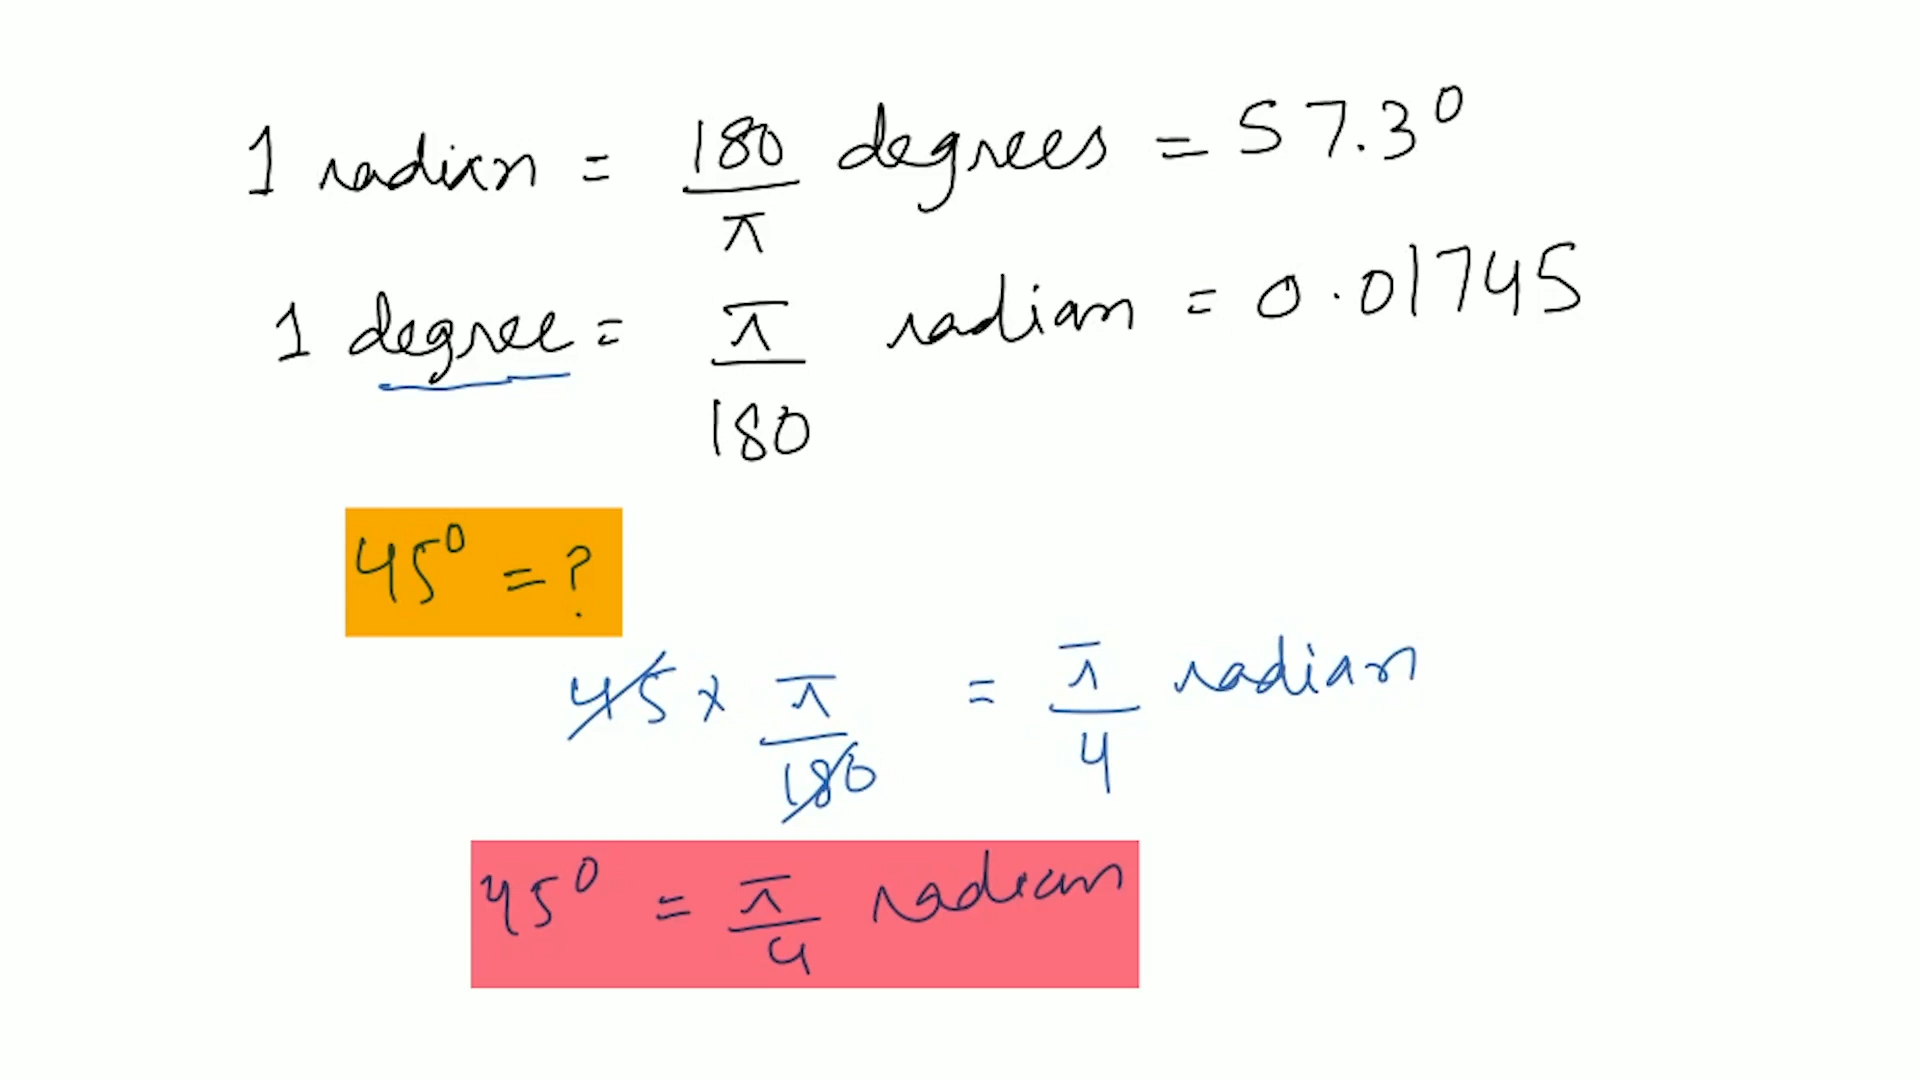 1 radian = 180/π degrees = 57.3°
1 degree = π/180 radian = 0.01745
45° = ?
45 × π/180 = π/4 radian
45° = π/4 radian